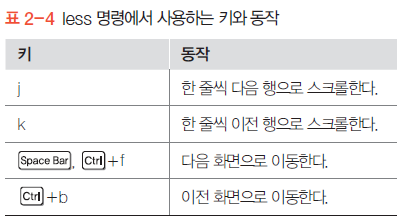 표 2-4 less 명령에서 사용하는 키와 동작
키 동작
j 한 줄씩 다음 행으로 스크롤한다.
k 한 줄씩 이전 행으로 스크롤한다.
Space Bar, Ctrl+f 다음 화면으로 이동한다.
Ctrl+b 이전 화면으로 이동한다.